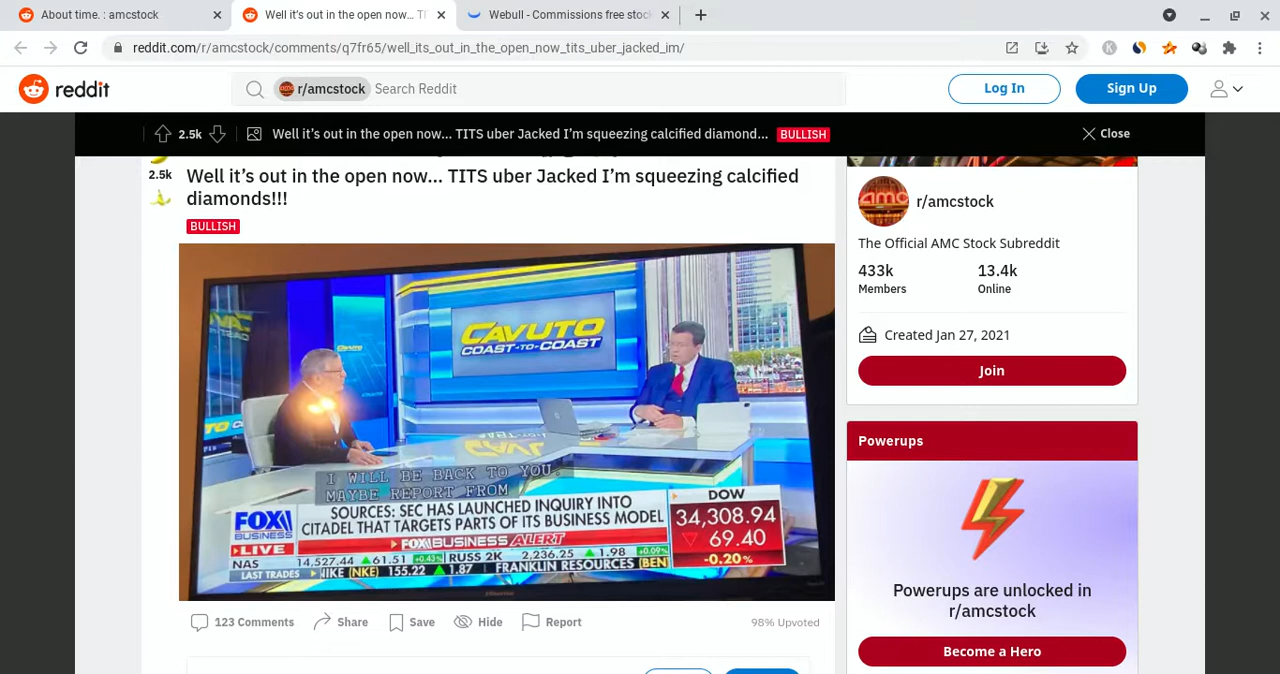 About time. : amcstock
Well it's out in the open now... TI
Webull - Commissions free stoc
reddit.com/r/amcstock/comments/q7fr65/well_its_out_in_the_open_now_tits_uber_jacked_im/
reddit
r/amcstock Search Reddit
Log In
Sign Up
2.5k
Well it's out in the open now... TITS uber Jacked I'm squeezing calcified diamond...
BULLISH
Close
2.5k
Well it's out in the open now... TITS uber Jacked I'm squeezing calcified
diamonds!!!
BULLISH
CAVUTO
COAST-TO-COAST
I WILL BE BACK TO YOU.
MAYBE REPORT FROM
SOURCES: SEC HAS LAUNCHED INQUIRY INTO
CITADEL THAT TARGETS PARTS OF ITS BUSINESS MODEL
FOX BUSINESS ALERT
FOX
BUSINESS
LIVE
DOW
34,308.94
69.40
-0.20%
NAS 14,527.44 61.51 +0.43% RUSS 2K 2,236.25 1.98 +0.09%
LAST TRADES NIKE (NKE) 155.22 1.87 FRANKLIN RESOURCES (BEN
123 Comments
Share
Save
Hide
Report
98% Upvoted
amc
r/amcstock
The Official AMC Stock Subreddit
433k
Members
13.4k
Online
Created Jan 27, 2021
Join
Powerups
Powerups are unlocked in
r/amcstock
Become a Hero